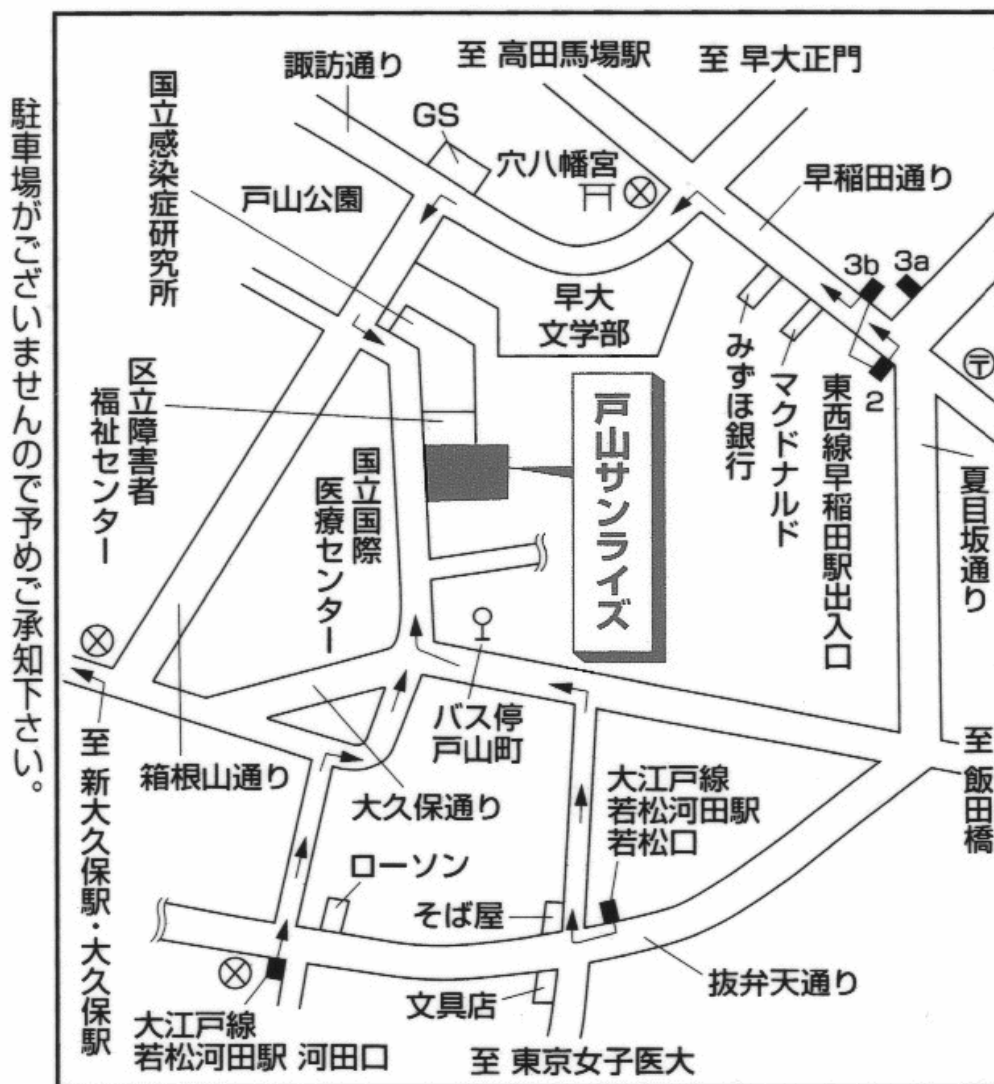 駐車場がございませんので予めご承知下さい。
至 高田馬場駅
至 早大正門
諏訪通り
国立感染症研究所
GS
穴八幡宮
早稲田通り
戸山公園
3b
3a
早大
文学部
みずほ銀行
マクドナルド
東西線早稲田駅出入口
2
〒
夏目坂通り
区立障害者
福祉センター
国立国際
医療センター
戸山サンライズ
バス停
戸山町
至 新大久保駅・大久保駅
箱根山通り
大久保通り
大江戸線
若松河田駅
若松口
至 飯田橋
ローソン
そば屋
文具店
抜弁天通り
大江戸線
若松河田駅 河田口
至 東京女子医大